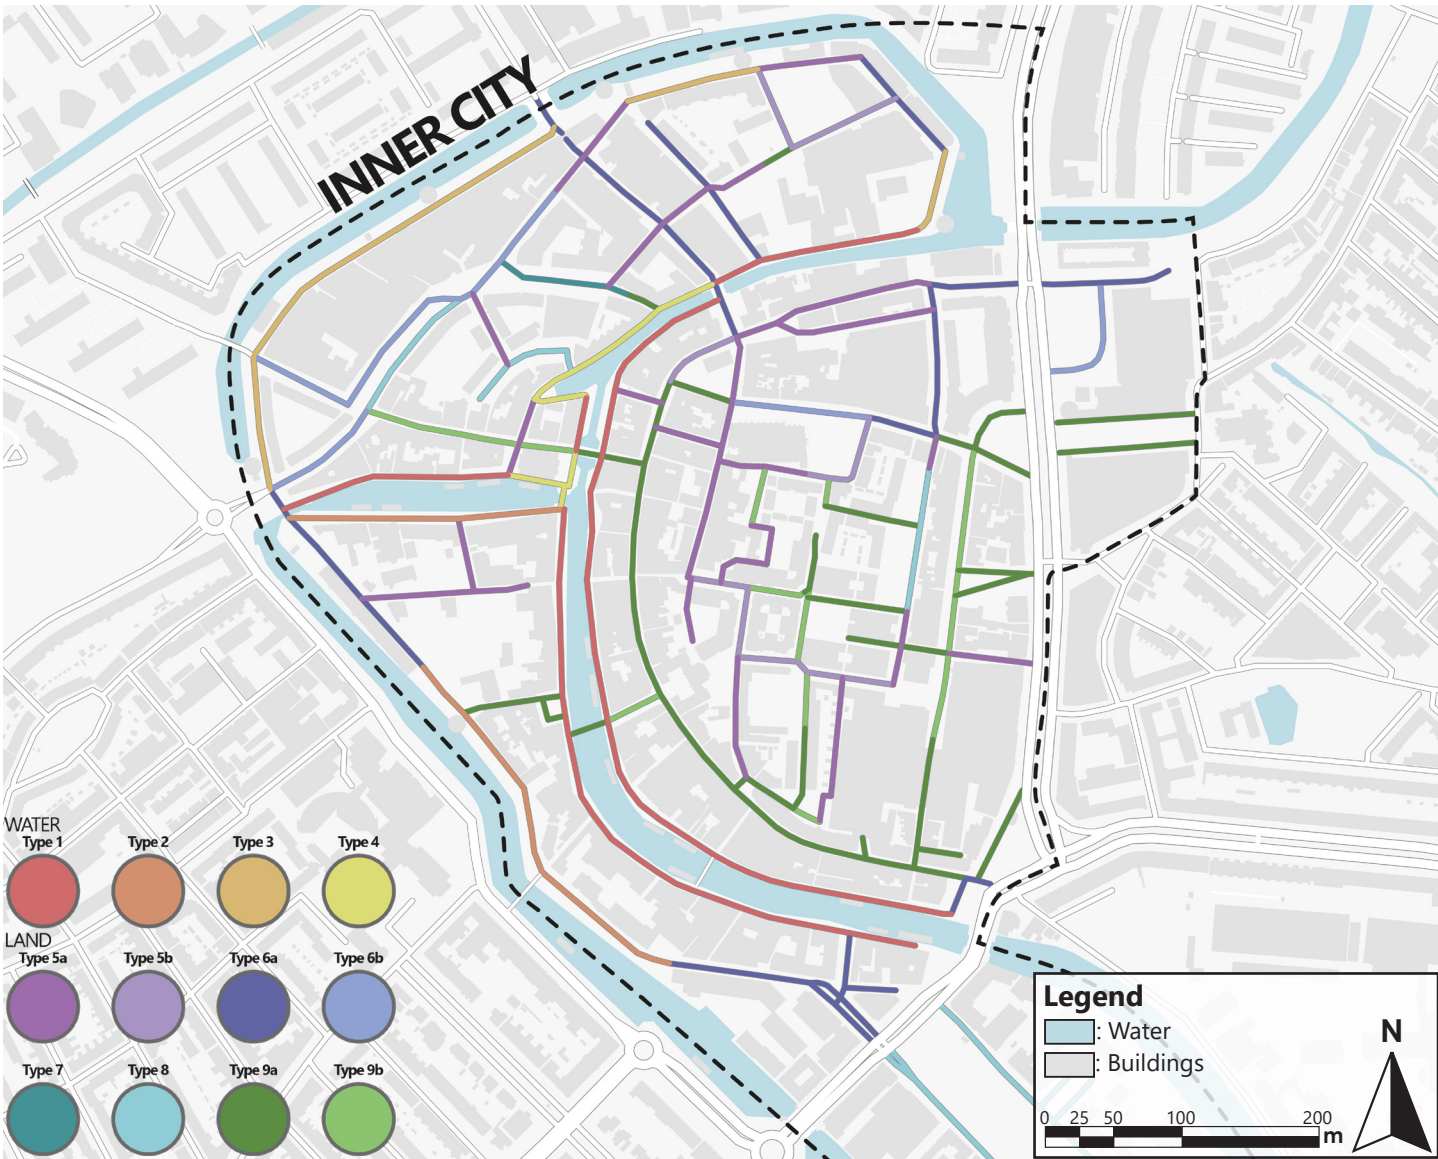 INNER CITY
WATER
Type 1
Type 2
Type 3
Type 4
LAND
Type 5a
Type 5b
Type 6a
Type 6b
Type 7
Type 8
Type 9a
Type 9b
Legend
: Water
: Buildings
N
0 25 50 100 200
m